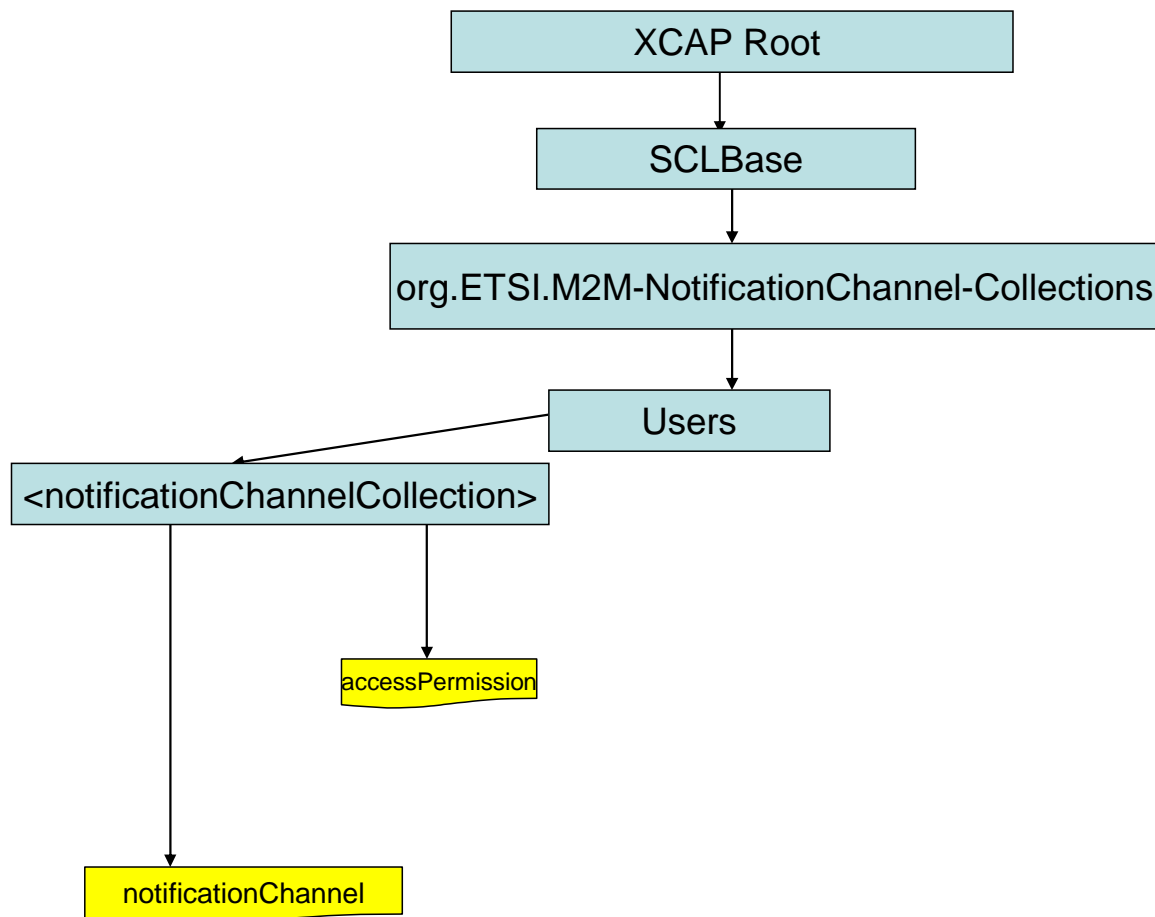 XCAP Root
SCLBase
org.ETSI.M2M-NotificationChannel-Collections
Users
<notificationChannelCollection>
accessPermission
notificationChannel